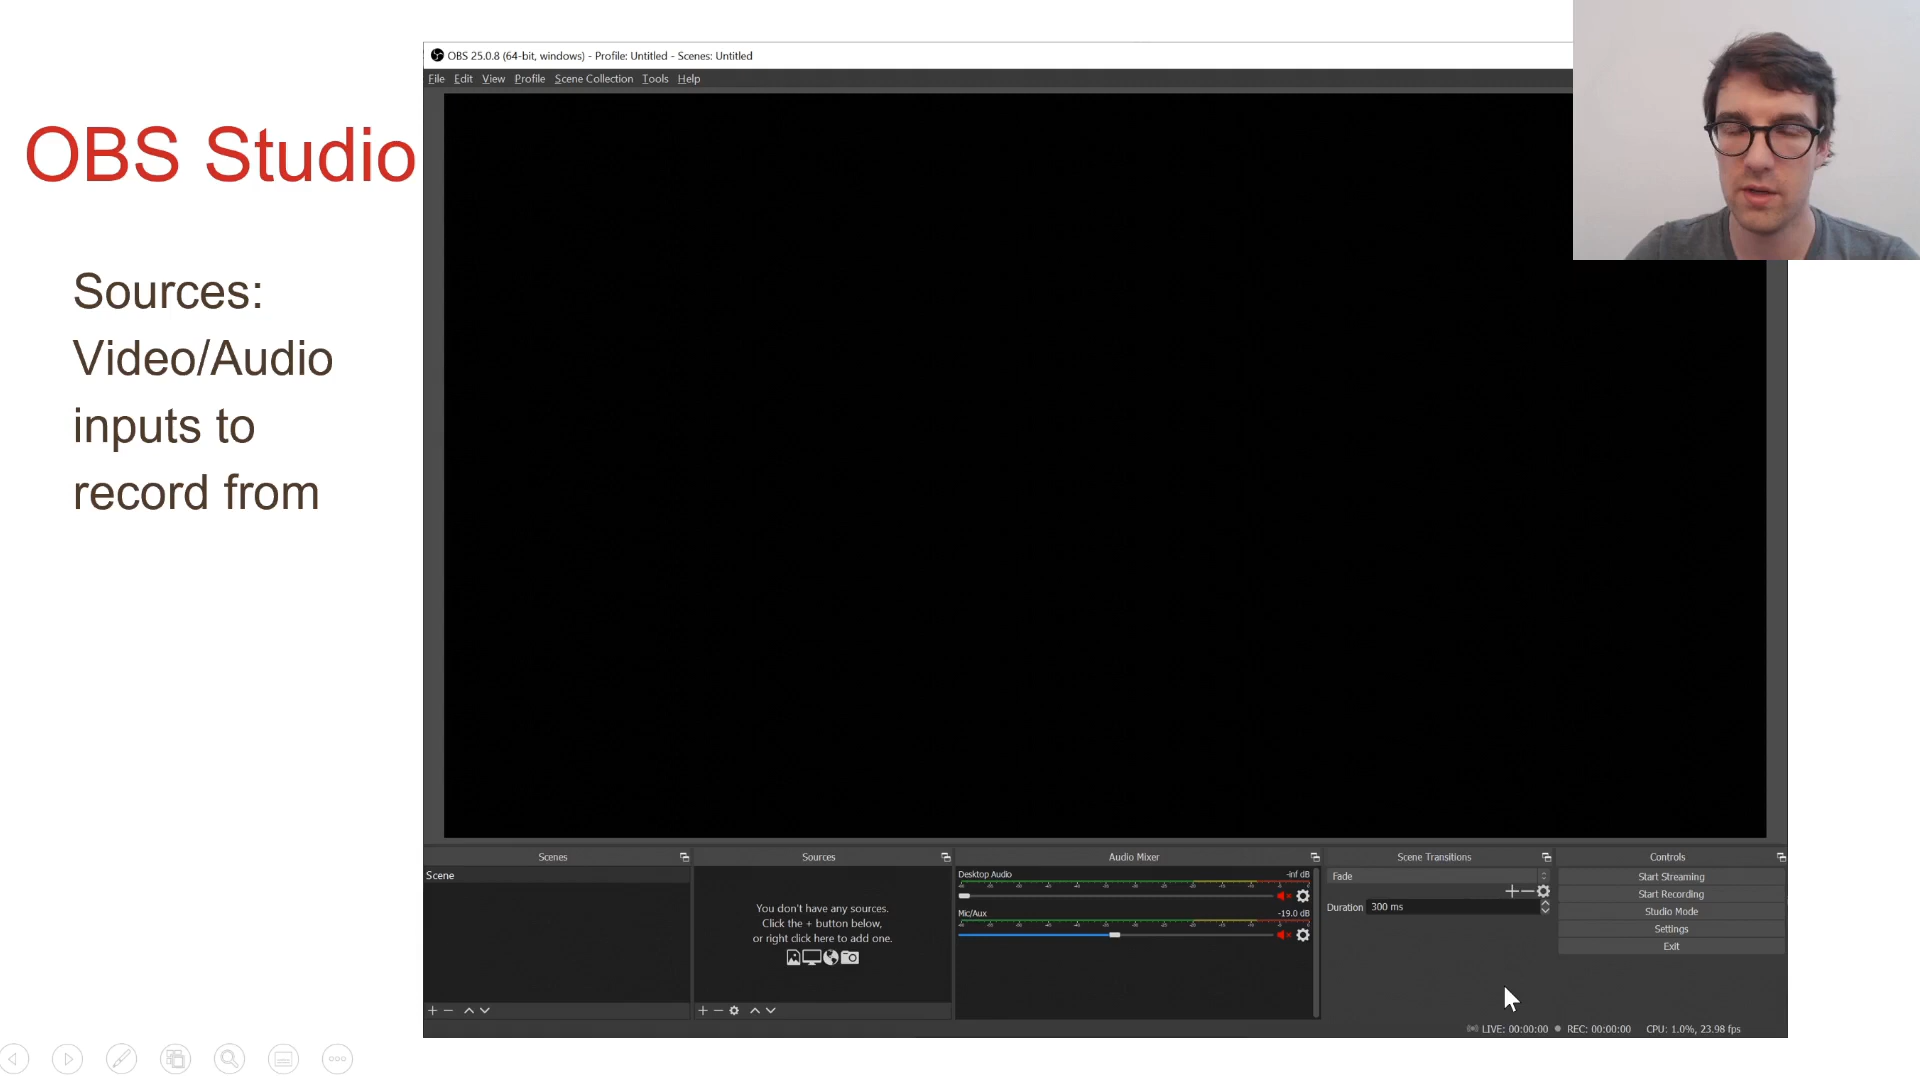 OBS Studio
Sources:
Video/Audio
inputs to
record from
OBS 25.0.8 (64-bit, windows) - Profile: Untitled - Scenes: Untitled
File Edit View Profile Scene Collection Tools Help
Scenes
Scene
Sources
You don't have any sources.
Click the + button below,
or right click here to add one.
Audio Mixer
Desktop Audio -inf dB
Mic/Aux -19.0 dB
Scene Transitions
Fade
Duration 300 ms
Controls
Start Streaming
Start Recording
Studio Mode
Settings
Exit
LIVE: 00:00:00 REC: 00:00:00 CPU: 1.0%, 23.98 fps